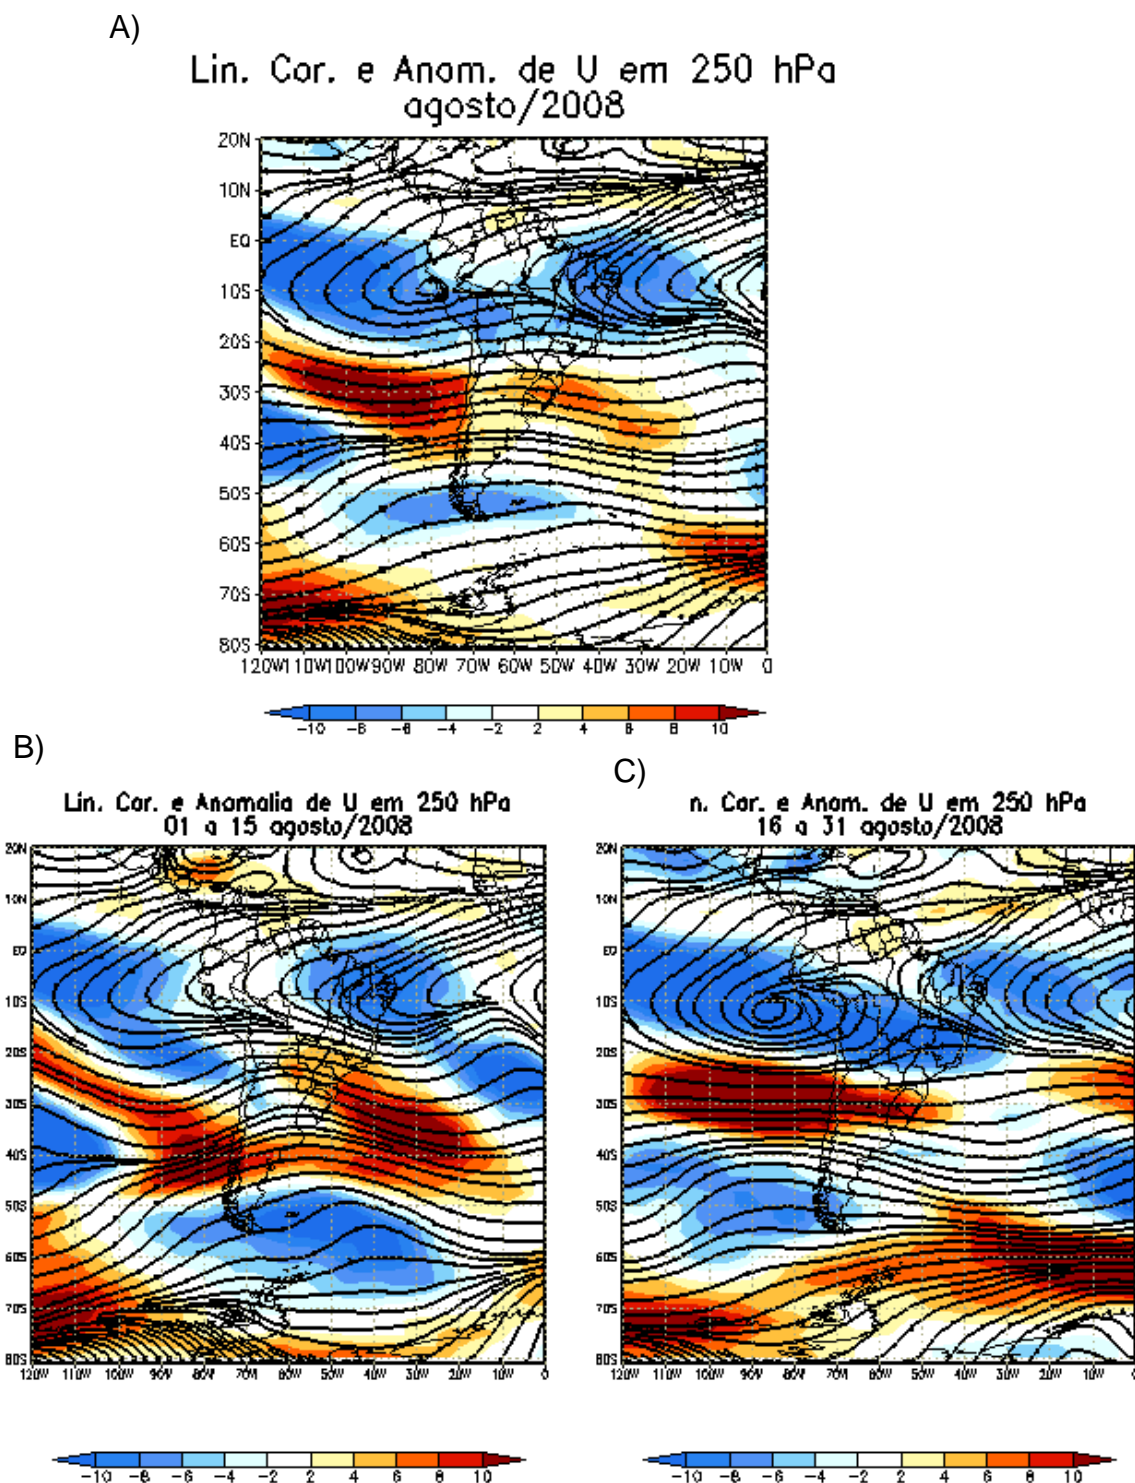 A)
Lin. Cor. e Anom. de U em 250 hPa
agosto/2008
20N
10N
EQ
10S
20S
30S
40S
50S
60S
70S
80S
120W 110W 100W 90W 80W 70W 60W 50W 40W 30W 20W 10W 0
-10 -8 -6 -4 -2 2 4 6 8 10
B)
Lin. Cor. e Anomalia de U em 250 hPa
01 a 15 agosto/2008
20N
10N
EQ
10S
20S
30S
40S
50S
60S
70S
80S
120W 110W 100W 90W 80W 70W 60W 50W 40W 30W 20W 10W 0
-10 -8 -6 -4 -2 2 4 6 8 10
C)
n. Cor. e Anom. de U em 250 hPa
16 a 31 agosto/2008
20N
10N
EQ
10S
20S
30S
40S
50S
60S
70S
80S
120W 110W 100W 90W 80W 70W 60W 50W 40W 30W 20W 10W 0
-10 -8 -6 -4 -2 2 4 6 8 10